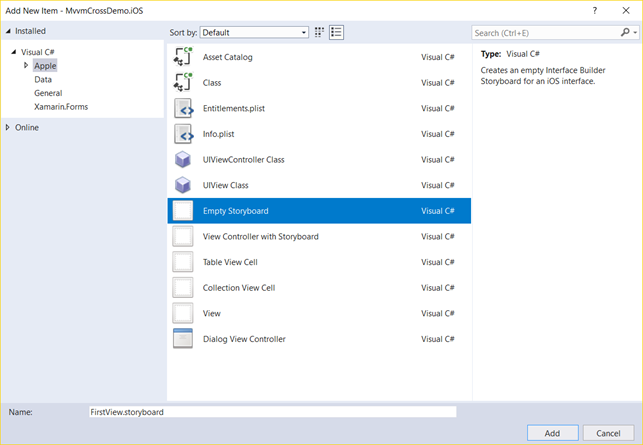 Add New Item - MvvmCrossDemo.iOS
?
Installed
Sort by: Default
Search (Ctrl+E)
Visual C#
Apple
Data
General
Xamarin.Forms
Online
Asset Catalog Visual C#
Class Visual C#
Entitlements.plist Visual C#
Info.plist Visual C#
UIViewController Class Visual C#
UIView Class Visual C#
Empty Storyboard Visual C#
View Controller with Storyboard Visual C#
Table View Cell Visual C#
Collection View Cell Visual C#
View Visual C#
Dialog View Controller Visual C#
Type: Visual C#
Creates an empty Interface Builder
Storyboard for an iOS interface.
Name: FirstView.storyboard
Add Cancel